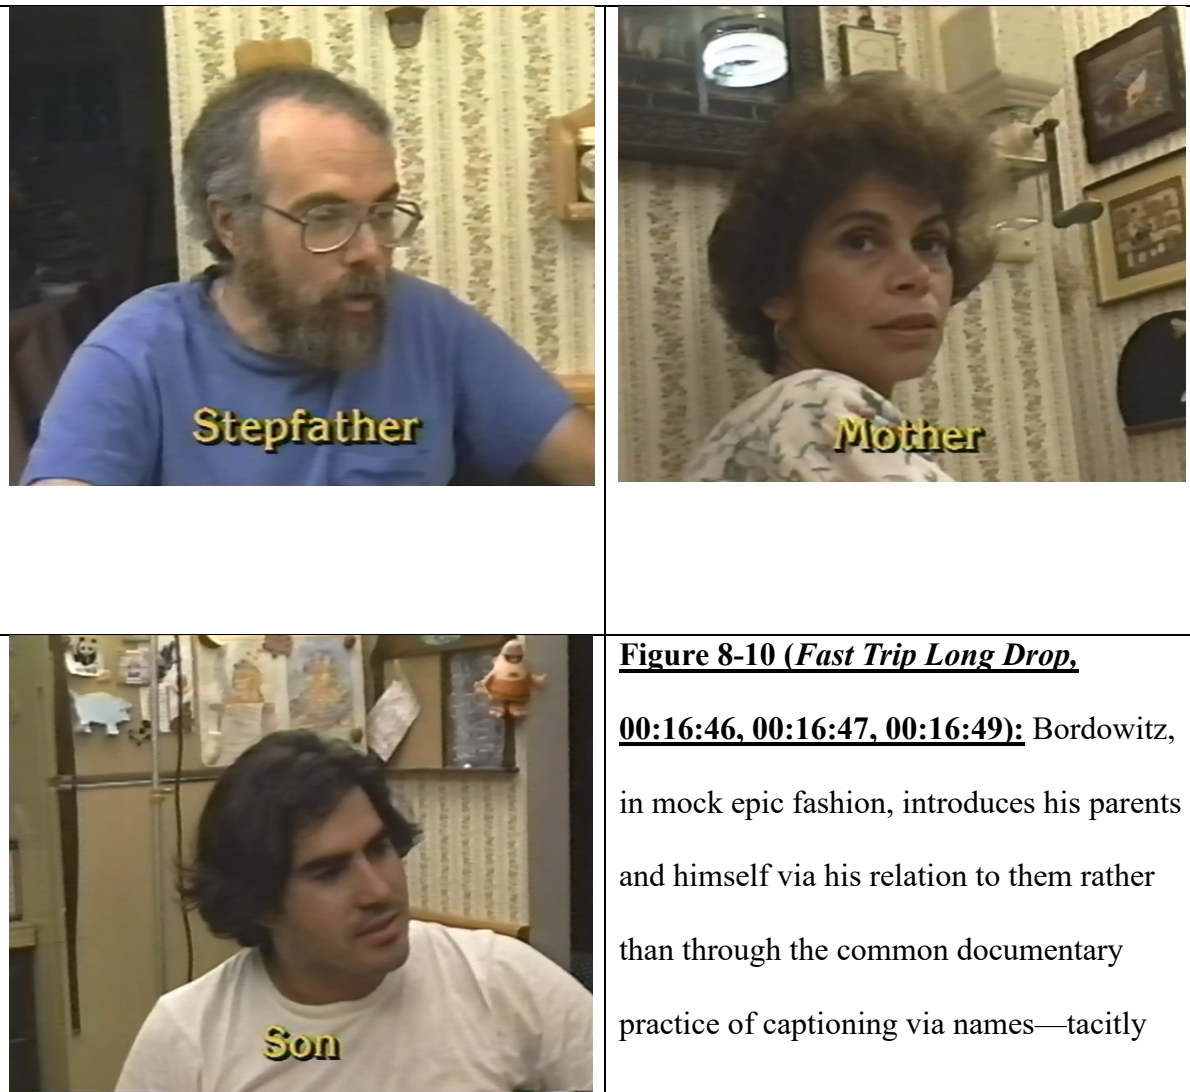 Stepfather
Mother
Son
Figure 8-10 (Fast Trip Long Drop,
00:16:46, 00:16:47, 00:16:49): Bordowitz,
in mock epic fashion, introduces his parents
and himself via his relation to them rather
than through the common documentary
practice of captioning via names—tacitly